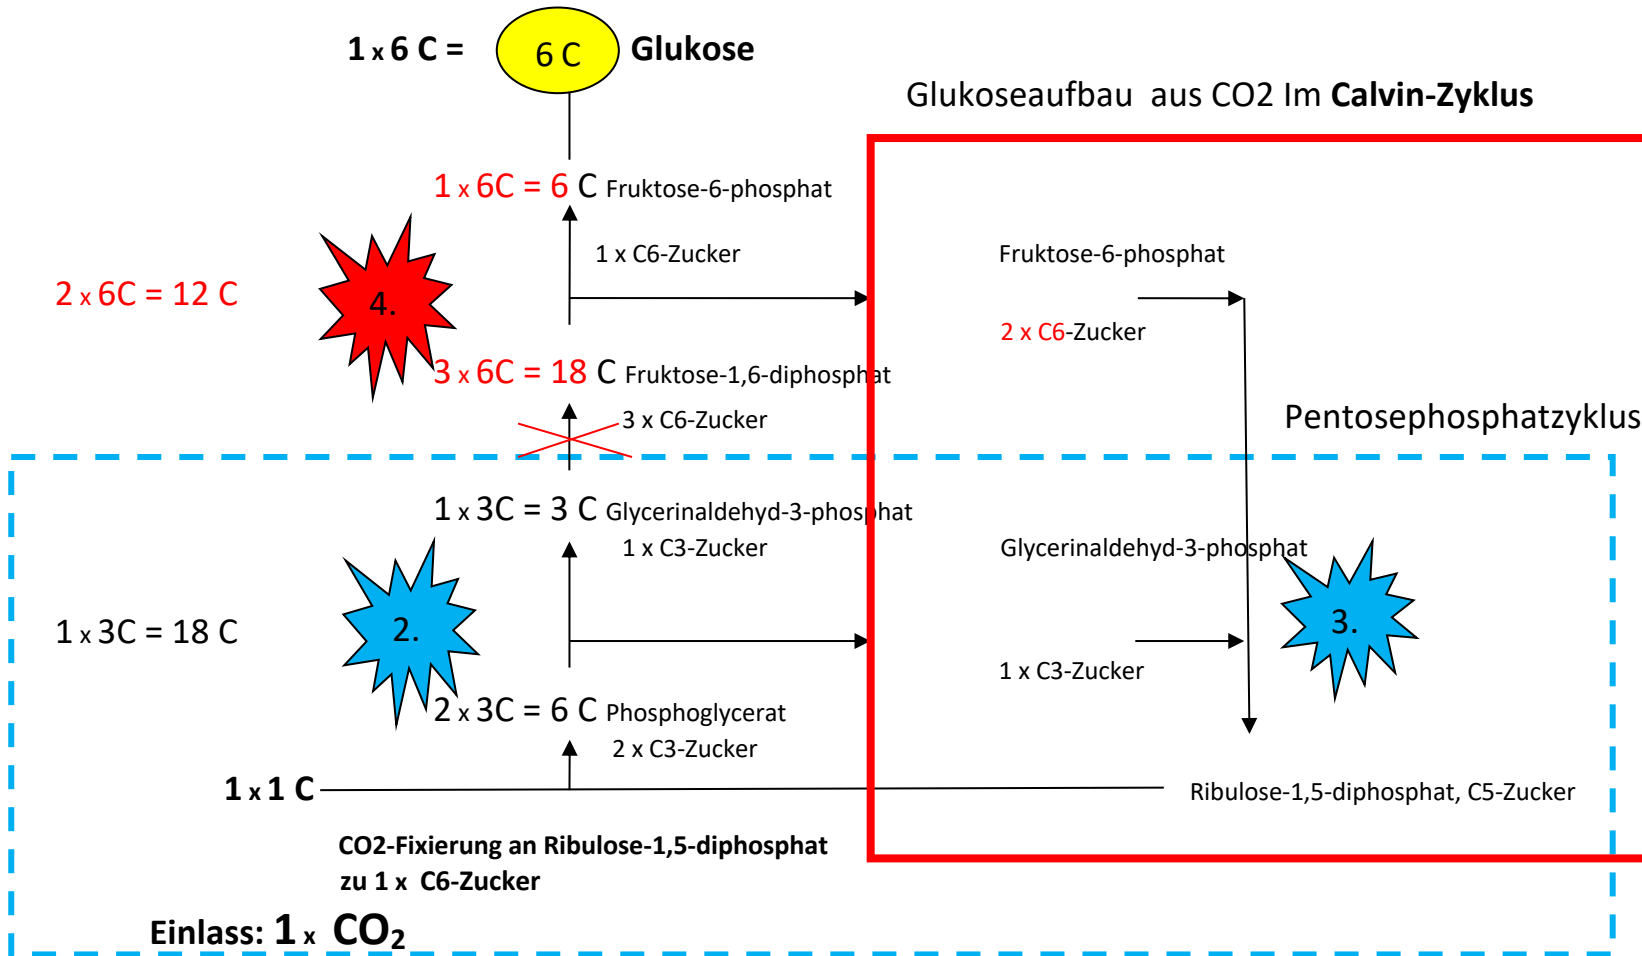 1 x 6 C =
6 C
Glukose
Glukoseaufbau aus CO2 Im Calvin-Zyklus
1 x 6C = 6 C Fruktose-6-phosphat
1 x C6-Zucker
Fruktose-6-phosphat
2 x 6C = 12 C
4.
2 x C6-Zucker
3 x 6C = 18 C Fruktose-1,6-diphosphat
3 x C6-Zucker
Pentosephosphatzyklus
1 x 3C = 3 C Glycerinaldehyd-3-phosphat
1 x C3-Zucker
Glycerinaldehyd-3-phosphat
1 x 3C = 18 C
2.
3.
1 x C3-Zucker
2 x 3C = 6 C Phosphoglycerat
2 x C3-Zucker
1 x 1 C
Ribulose-1,5-diphosphat, C5-Zucker
CO2-Fixierung an Ribulose-1,5-diphosphat
zu 1 x C6-Zucker
Einlass: 1 x CO₂